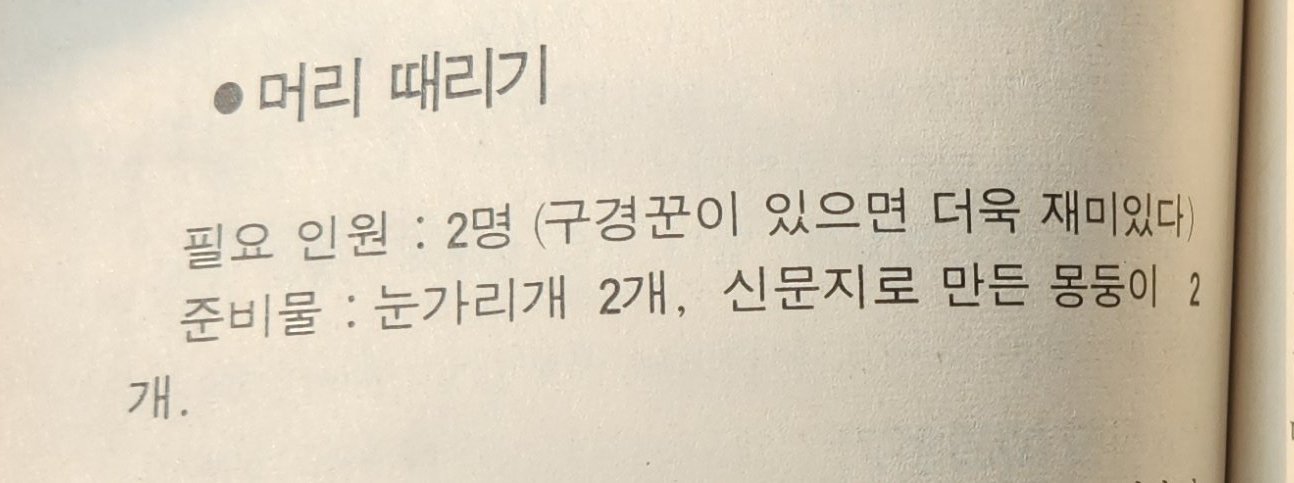 ●머리 때리기
필요 인원 : 2명 (구경꾼이 있으면 더욱 재미있다)
준비물 : 눈가리개 2개, 신문지로 만든 몽둥이 2
개.